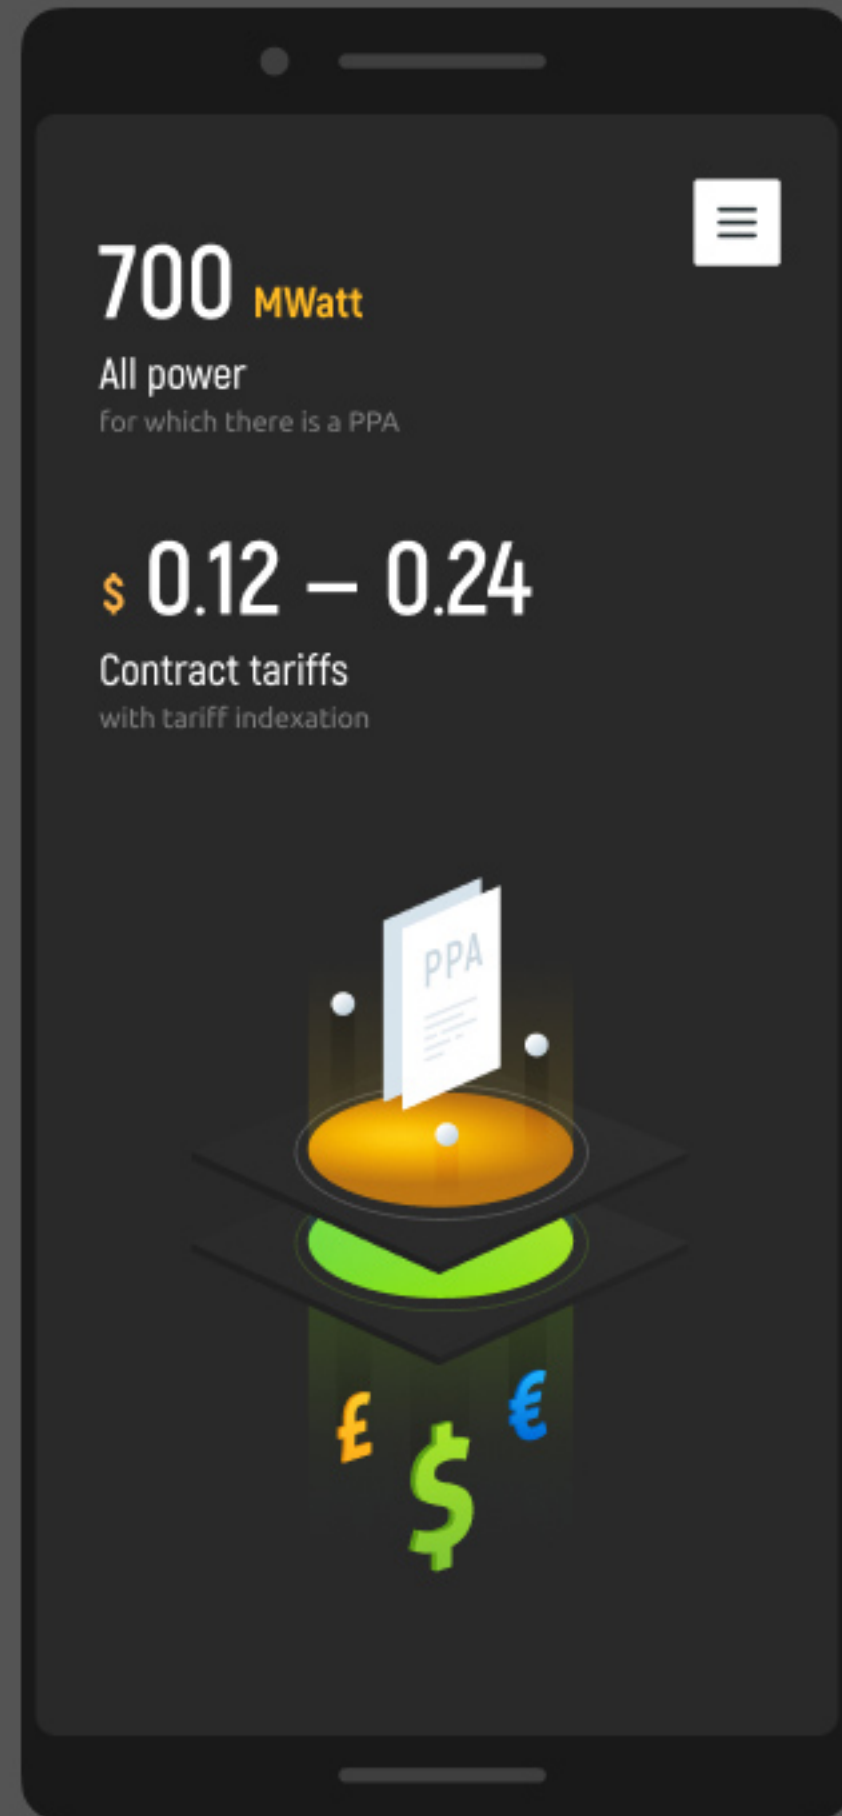 700 MWatt
All power
for which there is a PPA
$ 0.12 – 0.24
Contract tariffs
with tariff indexation
PPA
£
€
$